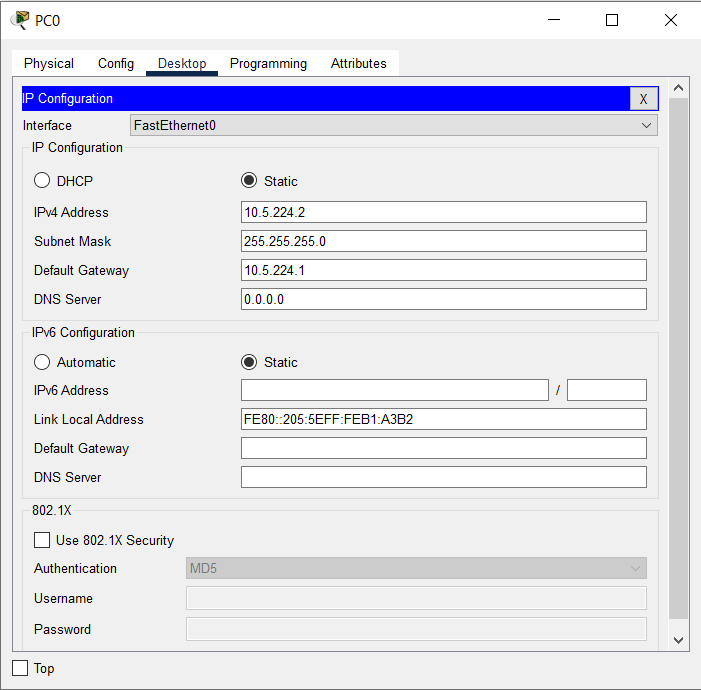 PC0
Physical Config Desktop Programming Attributes
IP Configuration X
Interface FastEthernet0
IP Configuration
DHCP Static
IPv4 Address 10.5.224.2
Subnet Mask 255.255.255.0
Default Gateway 10.5.224.1
DNS Server 0.0.0.0
IPv6 Configuration
Automatic Static
IPv6 Address /
Link Local Address FE80::205:5EFF:FEB1:A3B2
Default Gateway
DNS Server
802.1X
Use 802.1X Security
Authentication MD5
Username
Password
Top